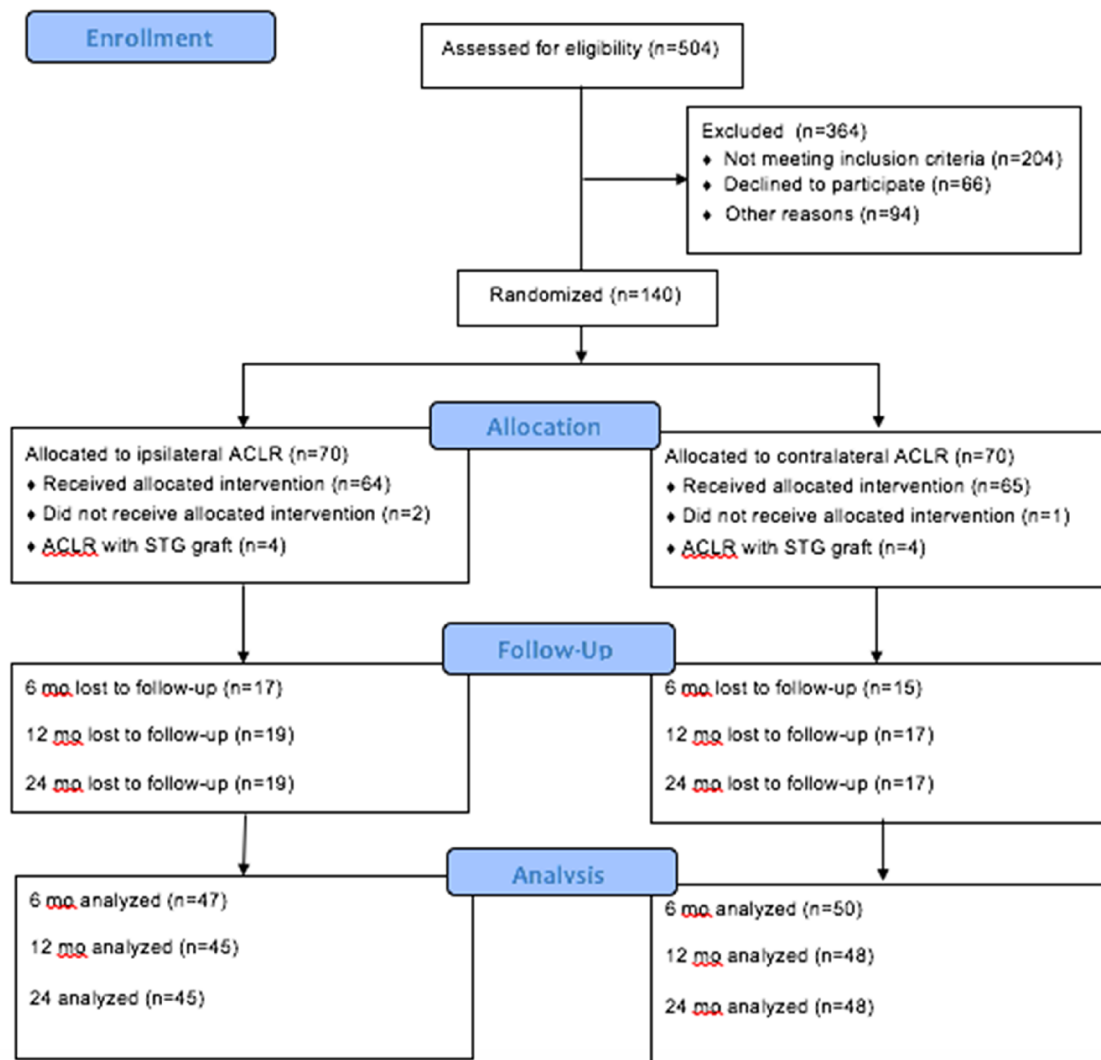 Enrollment
Assessed for eligibility (n=504)
Excluded (n=364)
♦ Not meeting inclusion criteria (n=204)
♦ Declined to participate (n=66)
♦ Other reasons (n=94)
Randomized (n=140)
Allocation
Allocated to ipsilateral ACLR (n=70)
♦ Received allocated intervention (n=64)
♦ Did not receive allocated intervention (n=2)
♦ ACLR with STG graft (n=4)
Allocated to contralateral ACLR (n=70)
♦ Received allocated intervention (n=65)
♦ Did not receive allocated intervention (n=1)
♦ ACLR with STG graft (n=4)
Follow-Up
6 mo lost to follow-up (n=17)
12 mo lost to follow-up (n=19)
24 mo lost to follow-up (n=19)
6 mo lost to follow-up (n=15)
12 mo lost to follow-up (n=17)
24 mo lost to follow-up (n=17)
Analysis
6 mo analyzed (n=47)
12 mo analyzed (n=45)
24 analyzed (n=45)
6 mo analyzed (n=50)
12 mo analyzed (n=48)
24 mo analyzed (n=48)